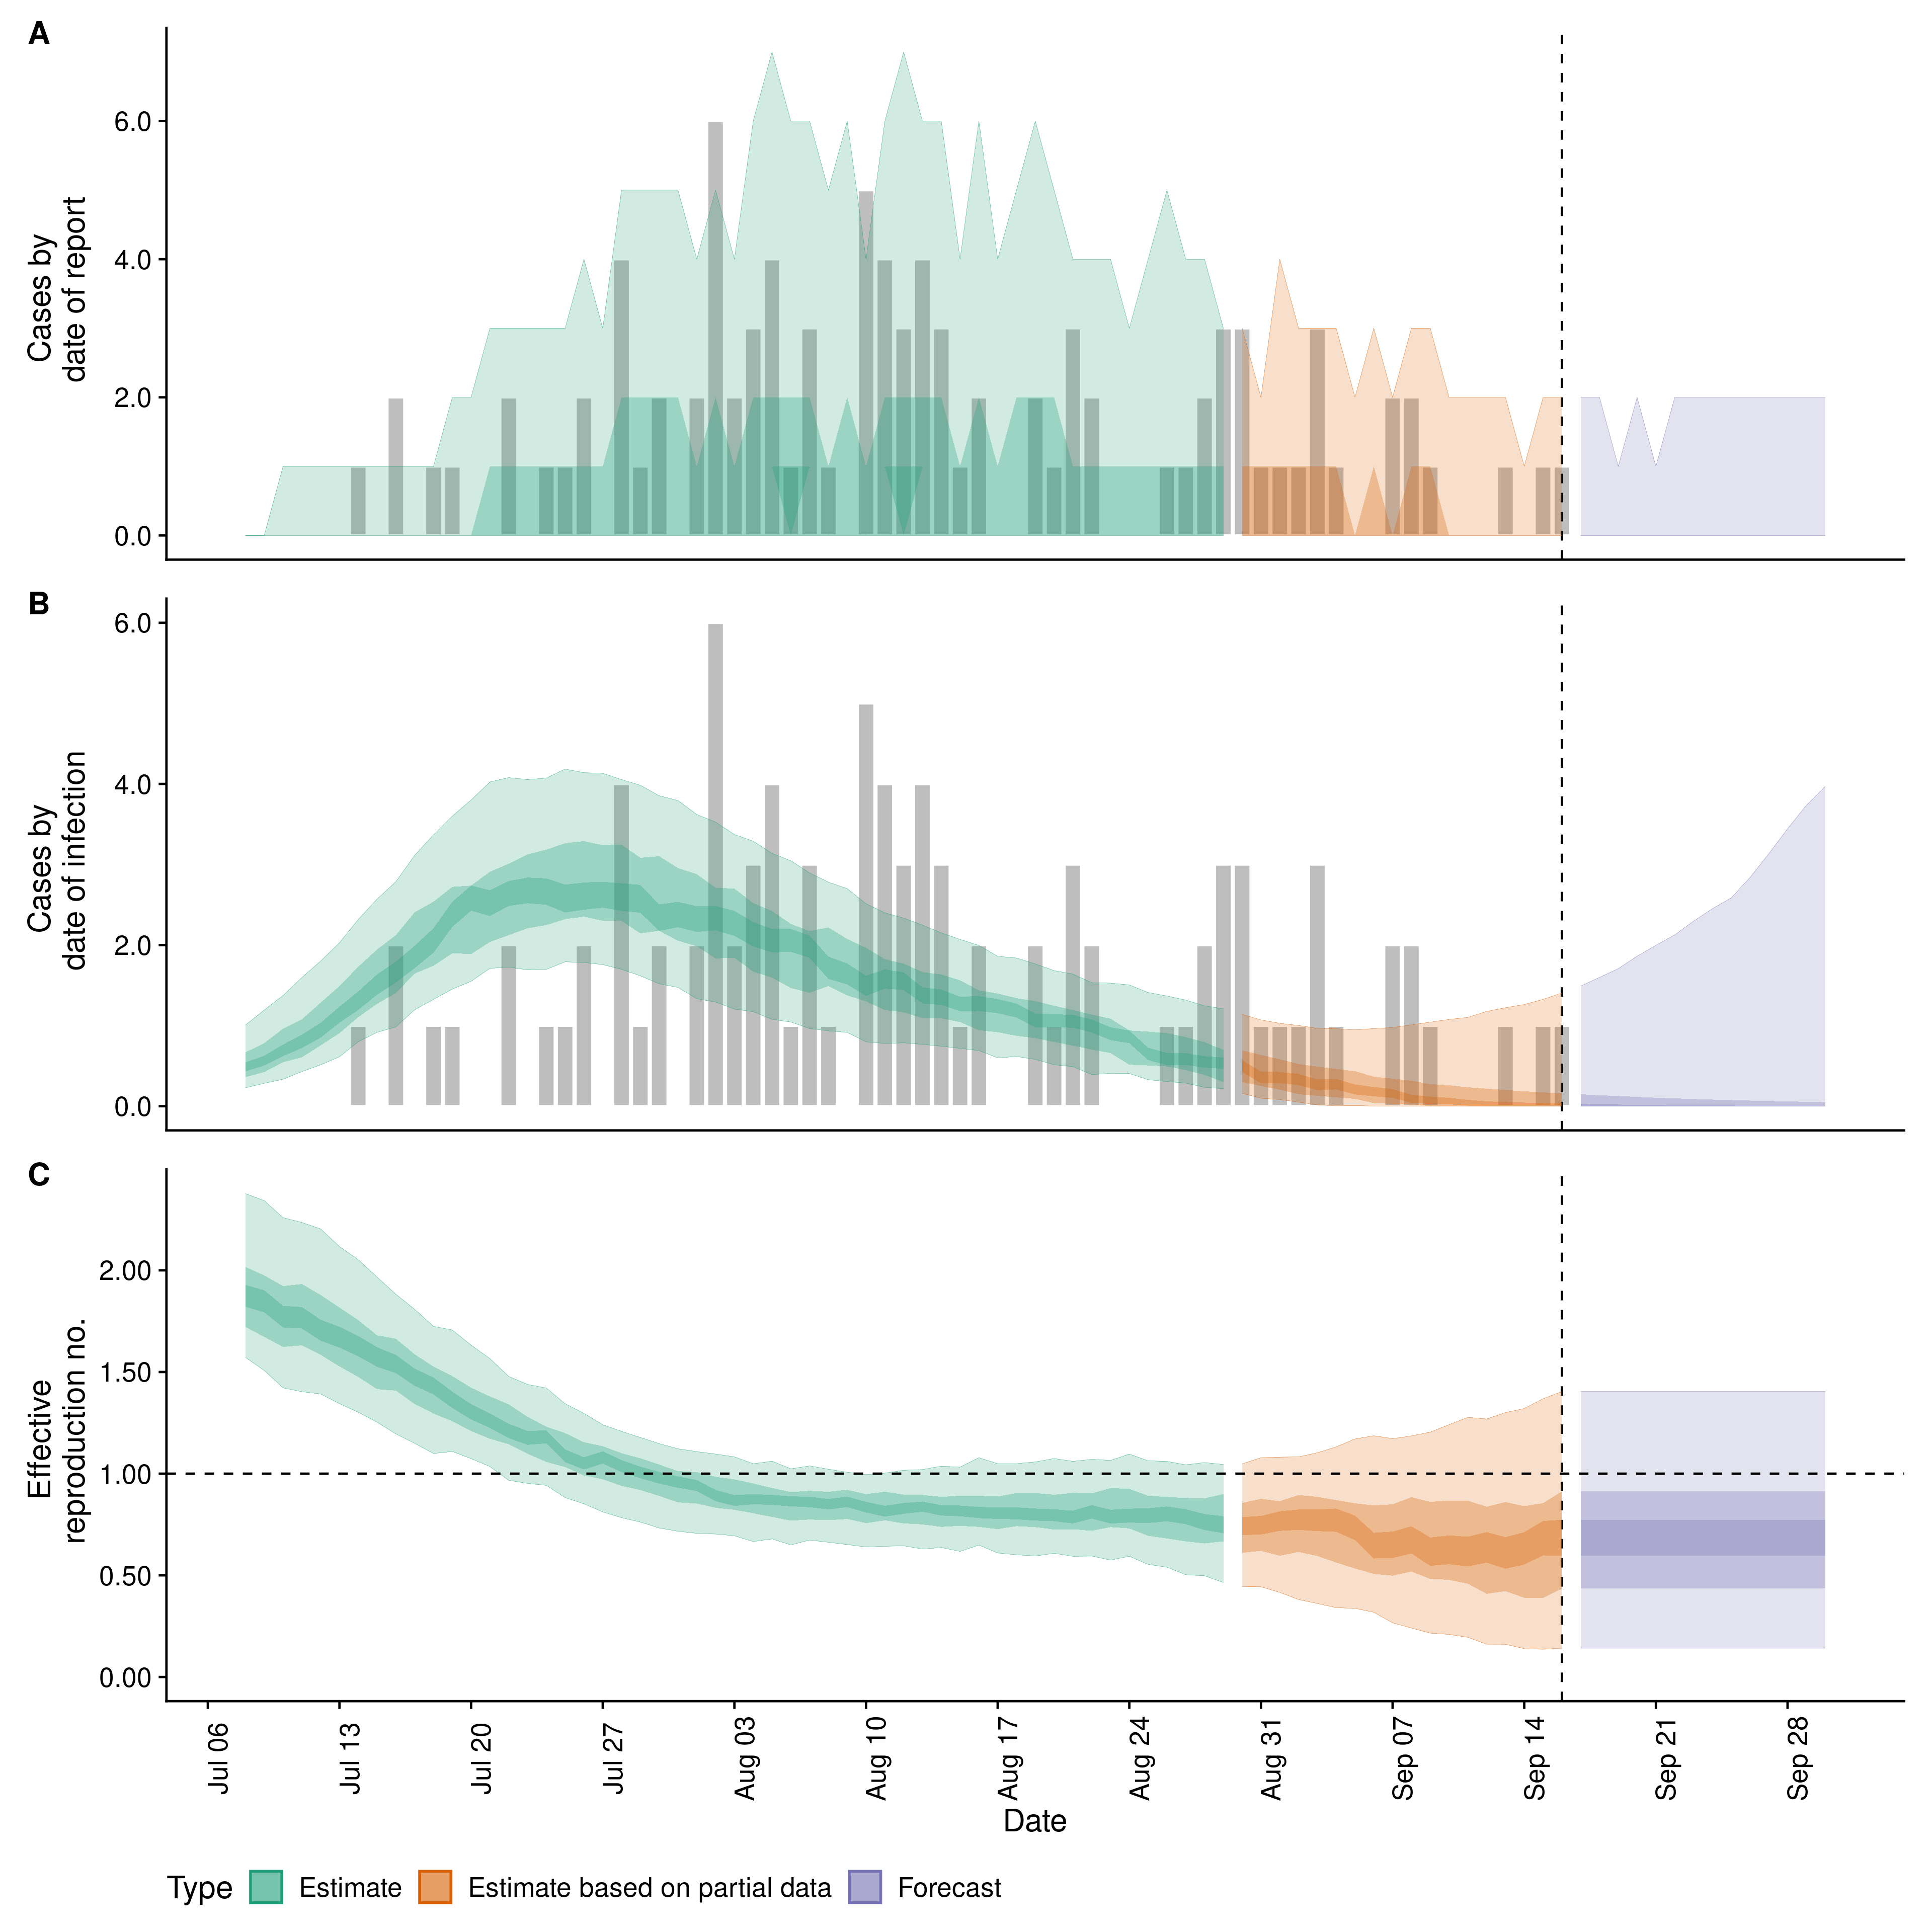 A
Cases by
date of report
6.0
4.0
2.0
0.0
B
Cases by
date of infection
6.0
4.0
2.0
0.0
C
Effective
reproduction no.
2.00
1.50
1.00
0.50
0.00
Jul 06
Jul 13
Jul 20
Jul 27
Aug 03
Aug 10
Aug 17
Aug 24
Aug 31
Sep 07
Sep 14
Sep 21
Sep 28
Date
Type Estimate Estimate based on partial data Forecast